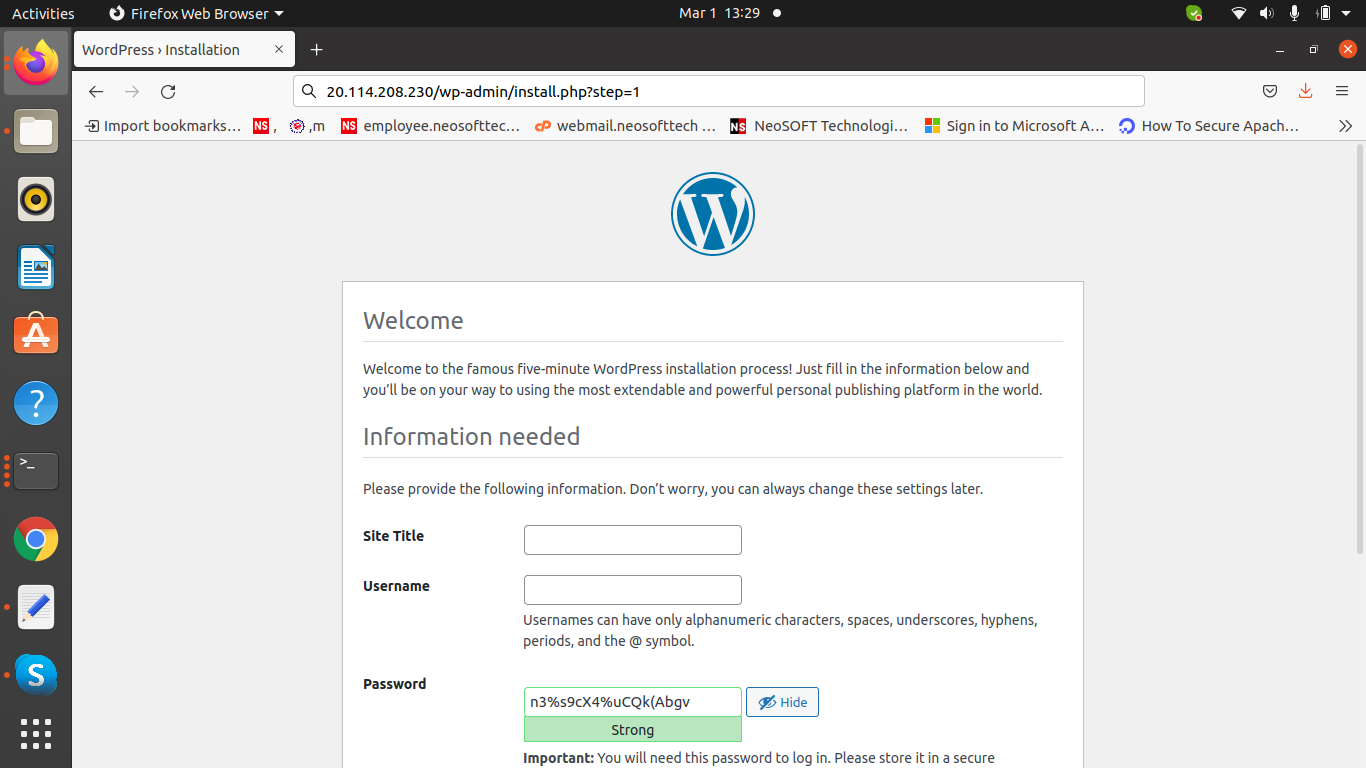 Activities
Firefox Web Browser
Mar 1 13:29
WordPress › Installation
20.114.208.230/wp-admin/install.php?step=1
Import bookmarks...
NS ,
,m
NS employee.neosofttec...
cP webmail.neosofttech ...
NS NeoSOFT Technologi...
Sign in to Microsoft A...
How To Secure Apach...
W
Welcome
Welcome to the famous five-minute WordPress installation process! Just fill in the information below and
you’ll be on your way to using the most extendable and powerful personal publishing platform in the world.
Information needed
Please provide the following information. Don’t worry, you can always change these settings later.
Site Title
Username
Usernames can have only alphanumeric characters, spaces, underscores, hyphens,
periods, and the @ symbol.
Password
n3%s9cX4%uCQk(Abgv
Hide
Strong
Important: You will need this password to log in. Please store it in a secure